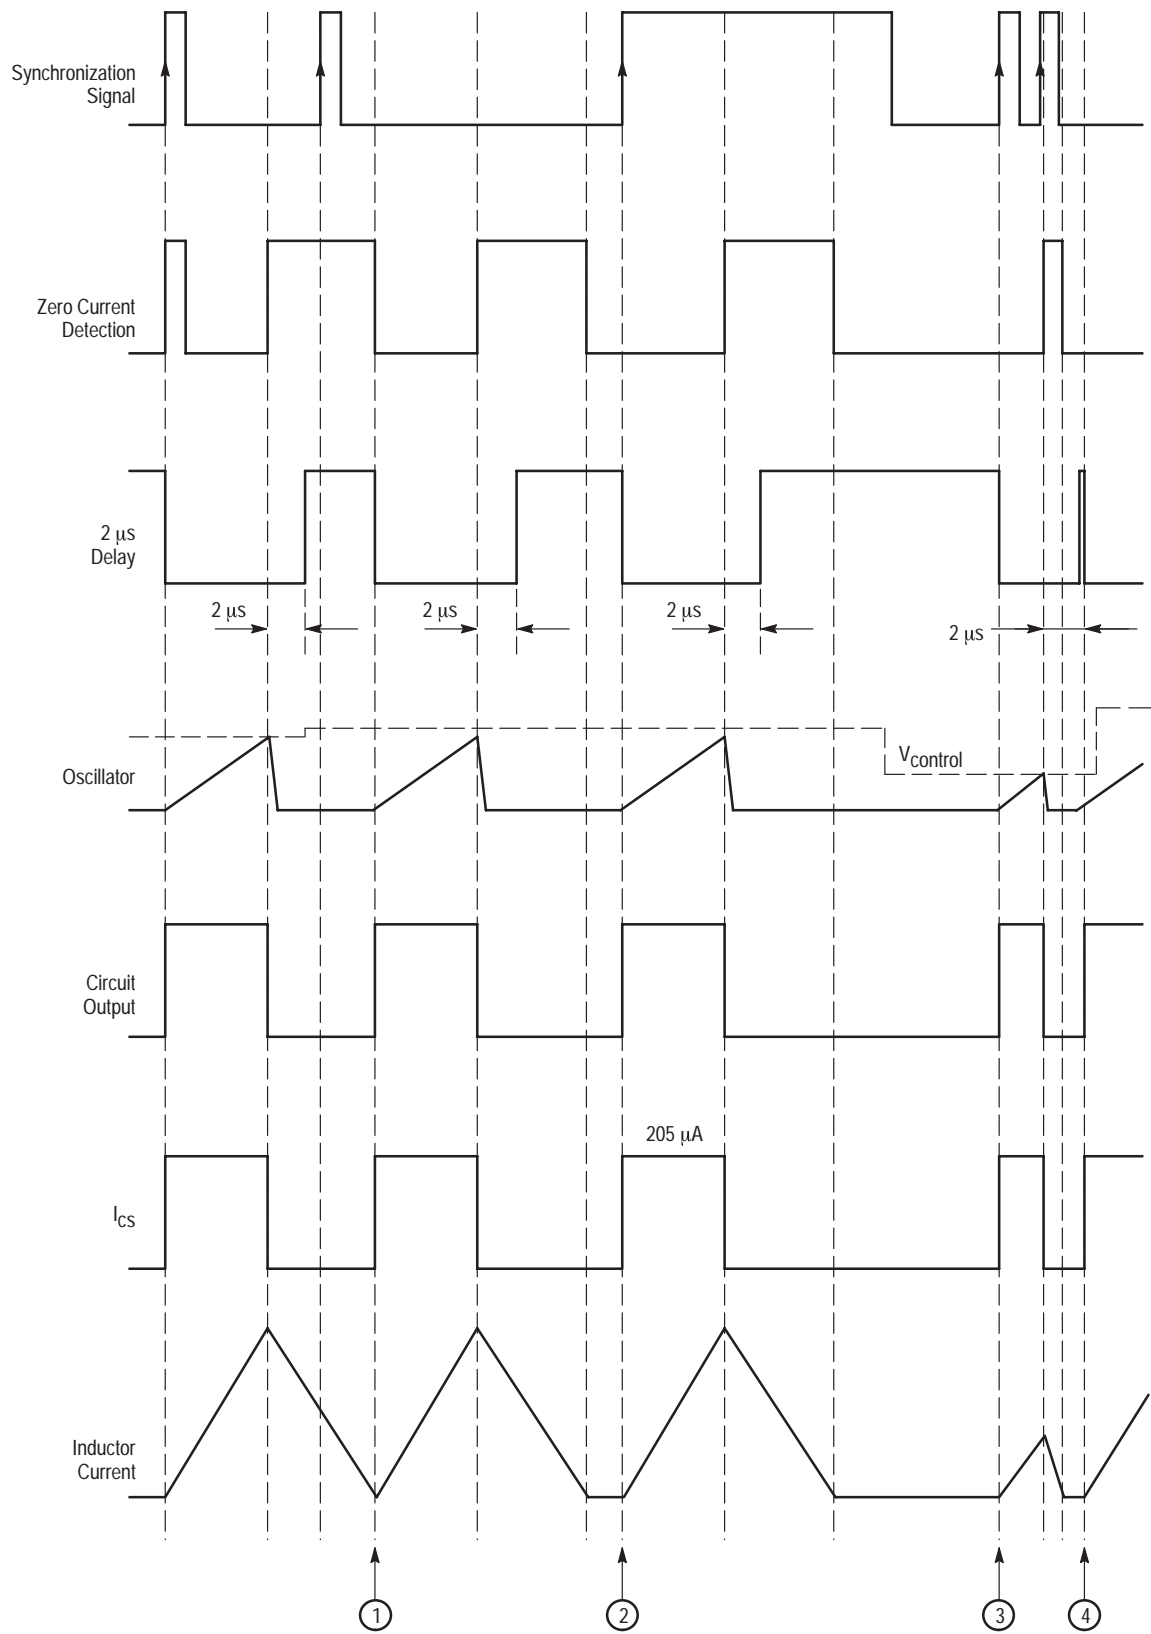 Synchronization
Signal
Zero Current
Detection
2 μs
Delay
2 μs
2 μs
2 μs
2 μs
Oscillator
Vcontrol
Circuit
Output
205 μA
ICS
Inductor
Current
1
2
3
4